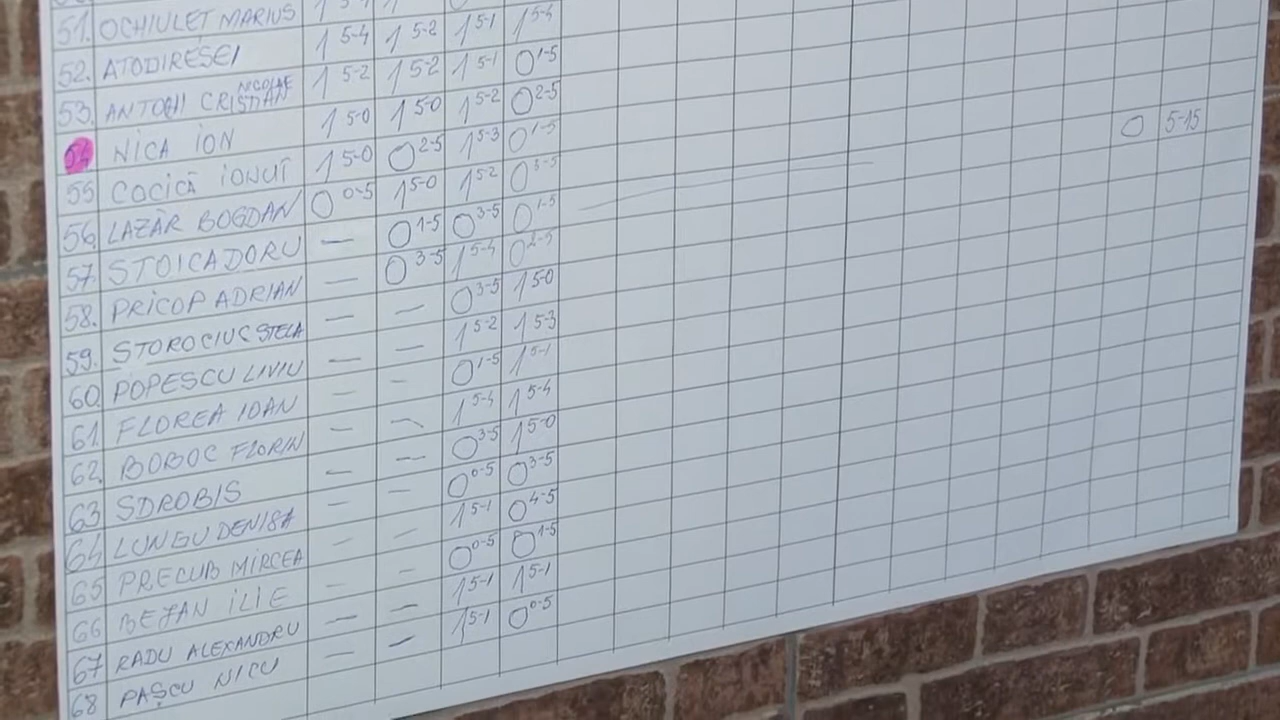 51. OCHIULEȚ MARIUS
52. ATODIREȘEI 1 5-4 1 5-2 1 5-1 1 5-4
53. ANTOHI CRISTIAN NICOLAE 1 5-2 1 5-2 1 5-1 0 1-5
54 NICA ION 1 5-0 1 5-0 1 5-2 0 2-5
55 COCICĂ IONUȚ 1 5-0 0 2-5 1 5-3 0 1-5
56. LAZĂR BOGDAN 0 0-5 1 5-0 1 5-2 0 3-5
57. STOICA DORU — 0 1-5 0 3-5 0 1-5 0 5-15
58. PRICOP ADRIAN — 0 3-5 1 5-4 0 2-5
59. STOROCIUC STELA — — 0 3-5 1 5-0
60 POPESCU LIVIU — — 1 5-2 1 5-3
61 FLOREA IOAN — — 0 1-5 1 5-1
62. BOBOC FLORIN — — 1 5-4 1 5-4
63 SDROBIS — — 0 3-5 1 5-0
64 LUNGU DENISA — — 0 0-5 0 3-5
65 PRECUB MIRCEA — — 1 5-1 0 4-5
66 BEJAN ILIE — — 0 0-5 0 1-5
67 RADU ALEXANDRU — — 1 5-1 1 5-1
68 PAȘCU NICU — — 1 5-1 0 0-5